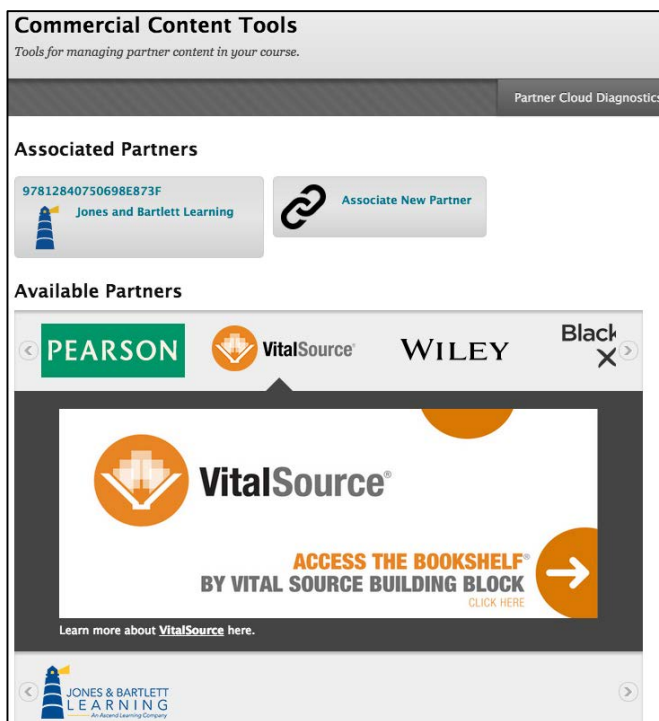 Commercial Content Tools
Tools for managing partner content in your course.
Partner Cloud Diagnostics
Associated Partners
97812840750698E873F
Jones and Bartlett Learning
Associate New Partner
Available Partners
PEARSON
VitalSource®
WILEY
Black
X
VitalSource®
ACCESS THE BOOKSHELF®
BY VITAL SOURCE BUILDING BLOCK
CLICK HERE
Learn more about VitalSource here.
JONES & BARTLETT
LEARNING
An Ascend Learning Company